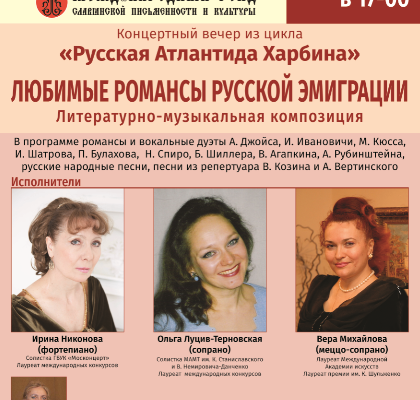 СЛАВЯНСКОЙ ПИСЬМЕННОСТИ И КУЛЬТУРЫ
В 17-00
Концертный вечер из цикла
«Русская Атлантида Харбина»
ЛЮБИМЫЕ РОМАНСЫ РУССКОЙ ЭМИГРАЦИИ
Литературно-музыкальная композиция
В программе романсы и вокальные дуэты А. Джойса, И. Ивановичи, М. Кюсса,
И. Шатрова, П. Булахова, Н. Спиро, Б. Шиллера, В. Агапкина, А. Рубинштейна,
русские народные песни, песни из репертуара В. Козина и А. Вертинского
Исполнители
Ирина Никонова
(фортепиано)
Солистка ГБУК «Москонцерт»
Лауреат международных конкурсов
Ольга Луцив-Терновская
(сопрано)
Солистка МАМТ им. К. Станиславского
и В. Немировича-Данченко
Лауреат международных конкурсов
Вера Михайлова
(меццо-сопрано)
Лауреат Международной
Академии искусств
Лауреат премии им. К. Шульженко